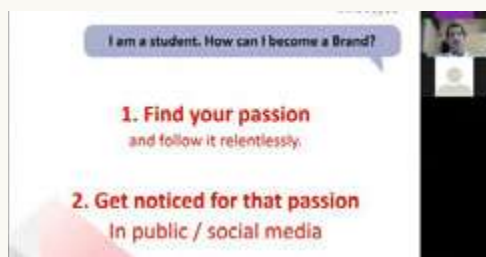 I am a student. How can I become a Brand?
1. Find your passion
and follow it relentlessly.
2. Get noticed for that passion
In public / social media